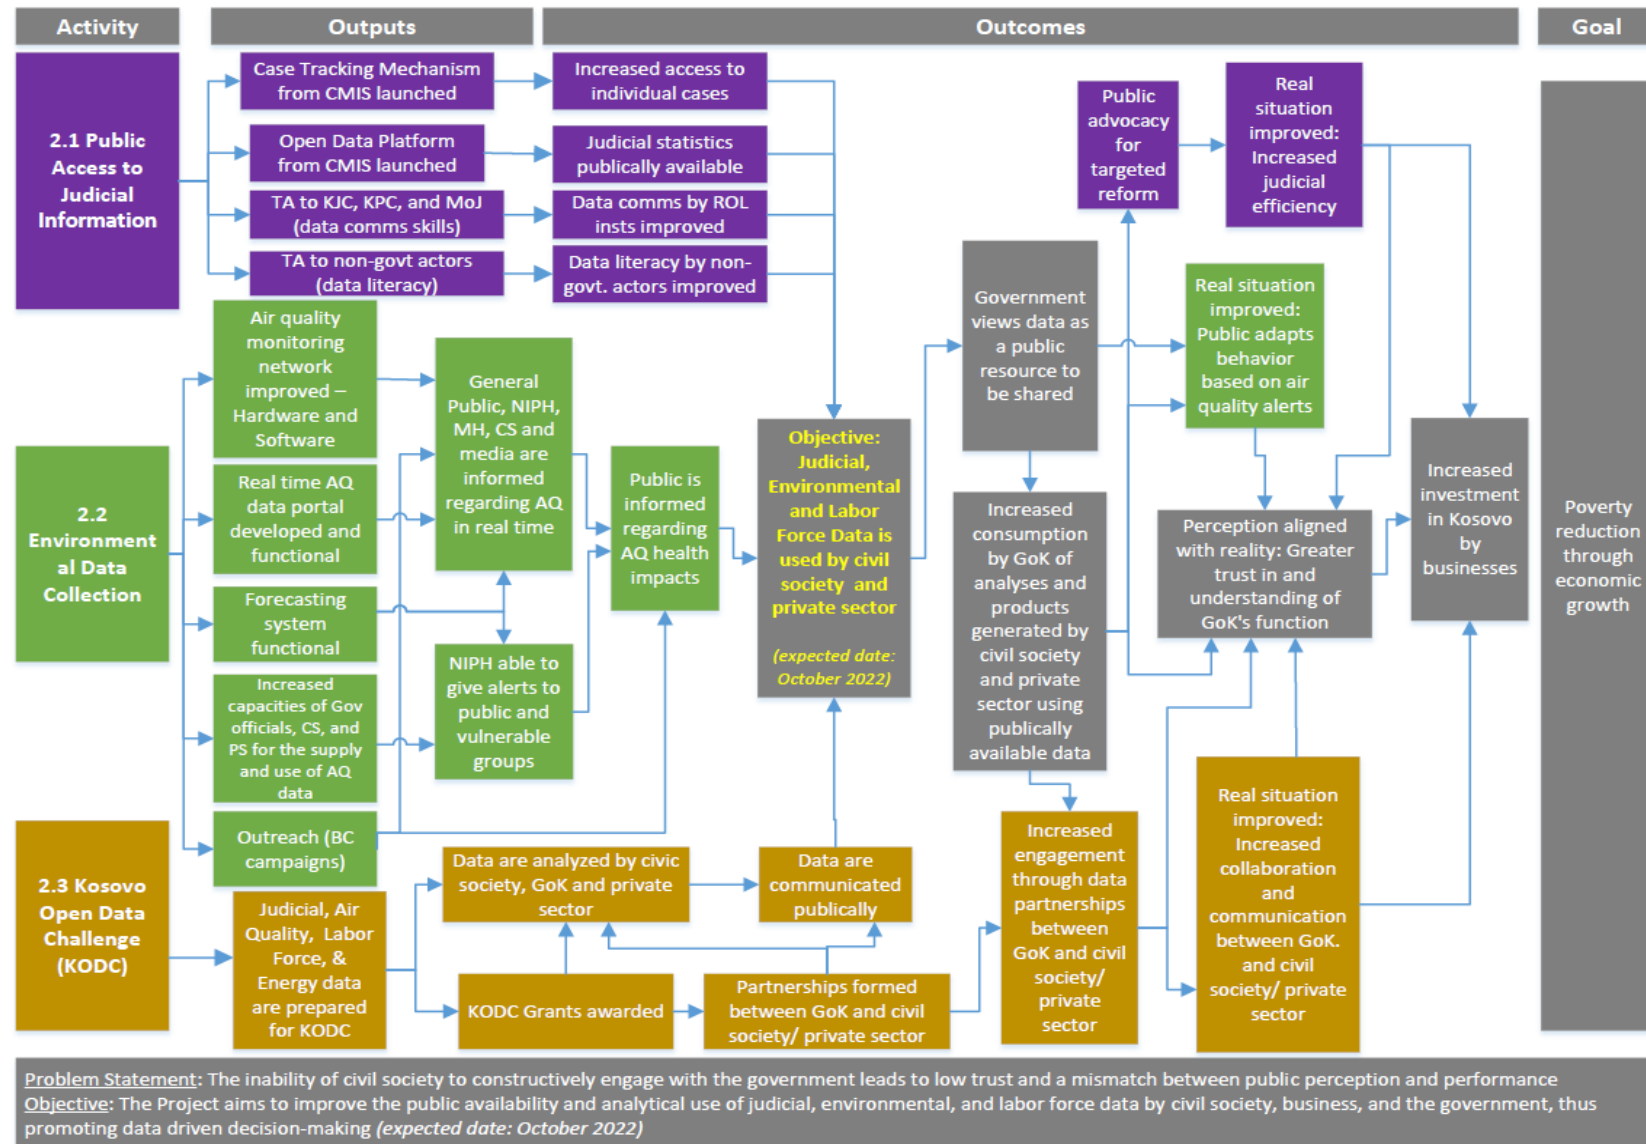 Activity
Outputs
Outcomes
Goal
2.1 Public
Access to
Judicial
Information
Case Tracking Mechanism
from CMIS launched
Increased access to
individual cases
Open Data Platform
from CMIS launched
Judicial statistics
publically available
TA to KJC, KPC, and MoJ
(data comms skills)
Data comms by ROL
insts improved
TA to non-govt actors
(data literacy)
Data literacy by non-
govt. actors improved
Public
advocacy
for
targeted
reform
Real
situation
improved:
Increased
judicial
efficiency
2.2
Environment
al Data
Collection
Air quality
monitoring
network
improved –
Hardware and
Software
Real time AQ
data portal
developed and
functional
Forecasting
system
functional
Increased
capacities of Gov
officials, CS, and
PS for the supply
and use of AQ
data
Outreach (BC
campaigns)
General
Public, NIPH,
MH, CS and
media are
informed
regarding AQ
in real time
NIPH able to
give alerts to
public and
vulnerable
groups
Public is
informed
regarding
AQ health
impacts
Objective:
Judicial,
Environmental
and Labor
Force Data is
used by civil
society and
private sector
(expected date:
October 2022)
Government
views data as
a public
resource to
be shared
Increased
consumption
by GoK of
analyses and
products
generated by
civil society
and private
sector using
publically
available data
Real situation
improved:
Public adapts
behavior
based on air
quality alerts
Perception aligned
with reality: Greater
trust in and
understanding of
GoK's function
Increased
investment
in Kosovo
by
businesses
Poverty
reduction
through
economic
growth
2.3 Kosovo
Open Data
Challenge
(KODC)
Judicial, Air
Quality, Labor
Force, &
Energy data
are prepared
for KODC
Data are analyzed by civic
society, GoK and private
sector
Data are
communicated
publically
KODC Grants awarded
Partnerships formed
between GoK and civil
society/ private sector
Increased
engagement
through data
partnerships
between
GoK and civil
society/
private
sector
Real situation
improved:
Increased
collaboration
and
communication
between GoK.
and civil
society/ private
sector
Problem Statement: The inability of civil society to constructively engage with the government leads to low trust and a mismatch between public perception and performance
Objective: The Project aims to improve the public availability and analytical use of judicial, environmental, and labor force data by civil society, business, and the government, thus
promoting data driven decision-making (expected date: October 2022)